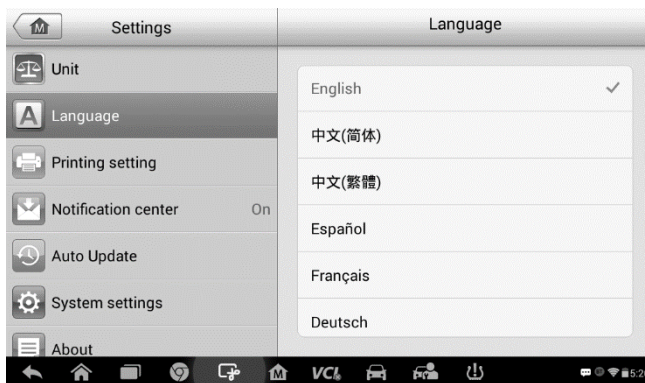 Settings
Unit
Language
Printing setting
Notification center On
Auto Update
System settings
About
Language
English
中文(简体)
中文(繁體)
Español
Français
Deutsch
VCI